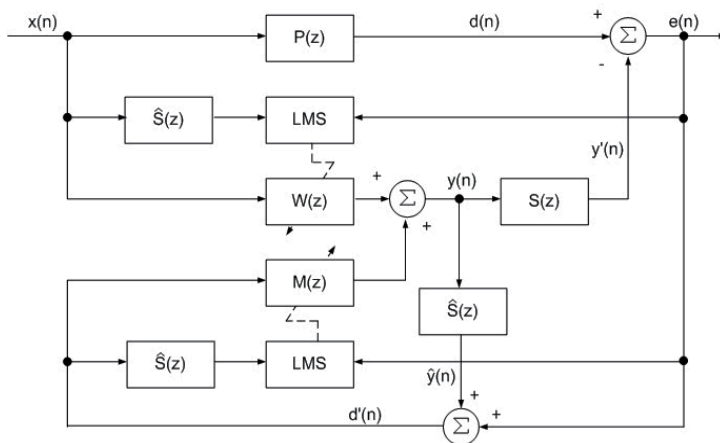 x(n)
P(z)
d(n)
+
Σ
e(n)
-
Ŝ(z)
LMS
y'(n)
W(z)
+
Σ
y(n)
S(z)
+
M(z)
Ŝ(z)
Ŝ(z)
LMS
ŷ(n)
+
d'(n)
Σ
+